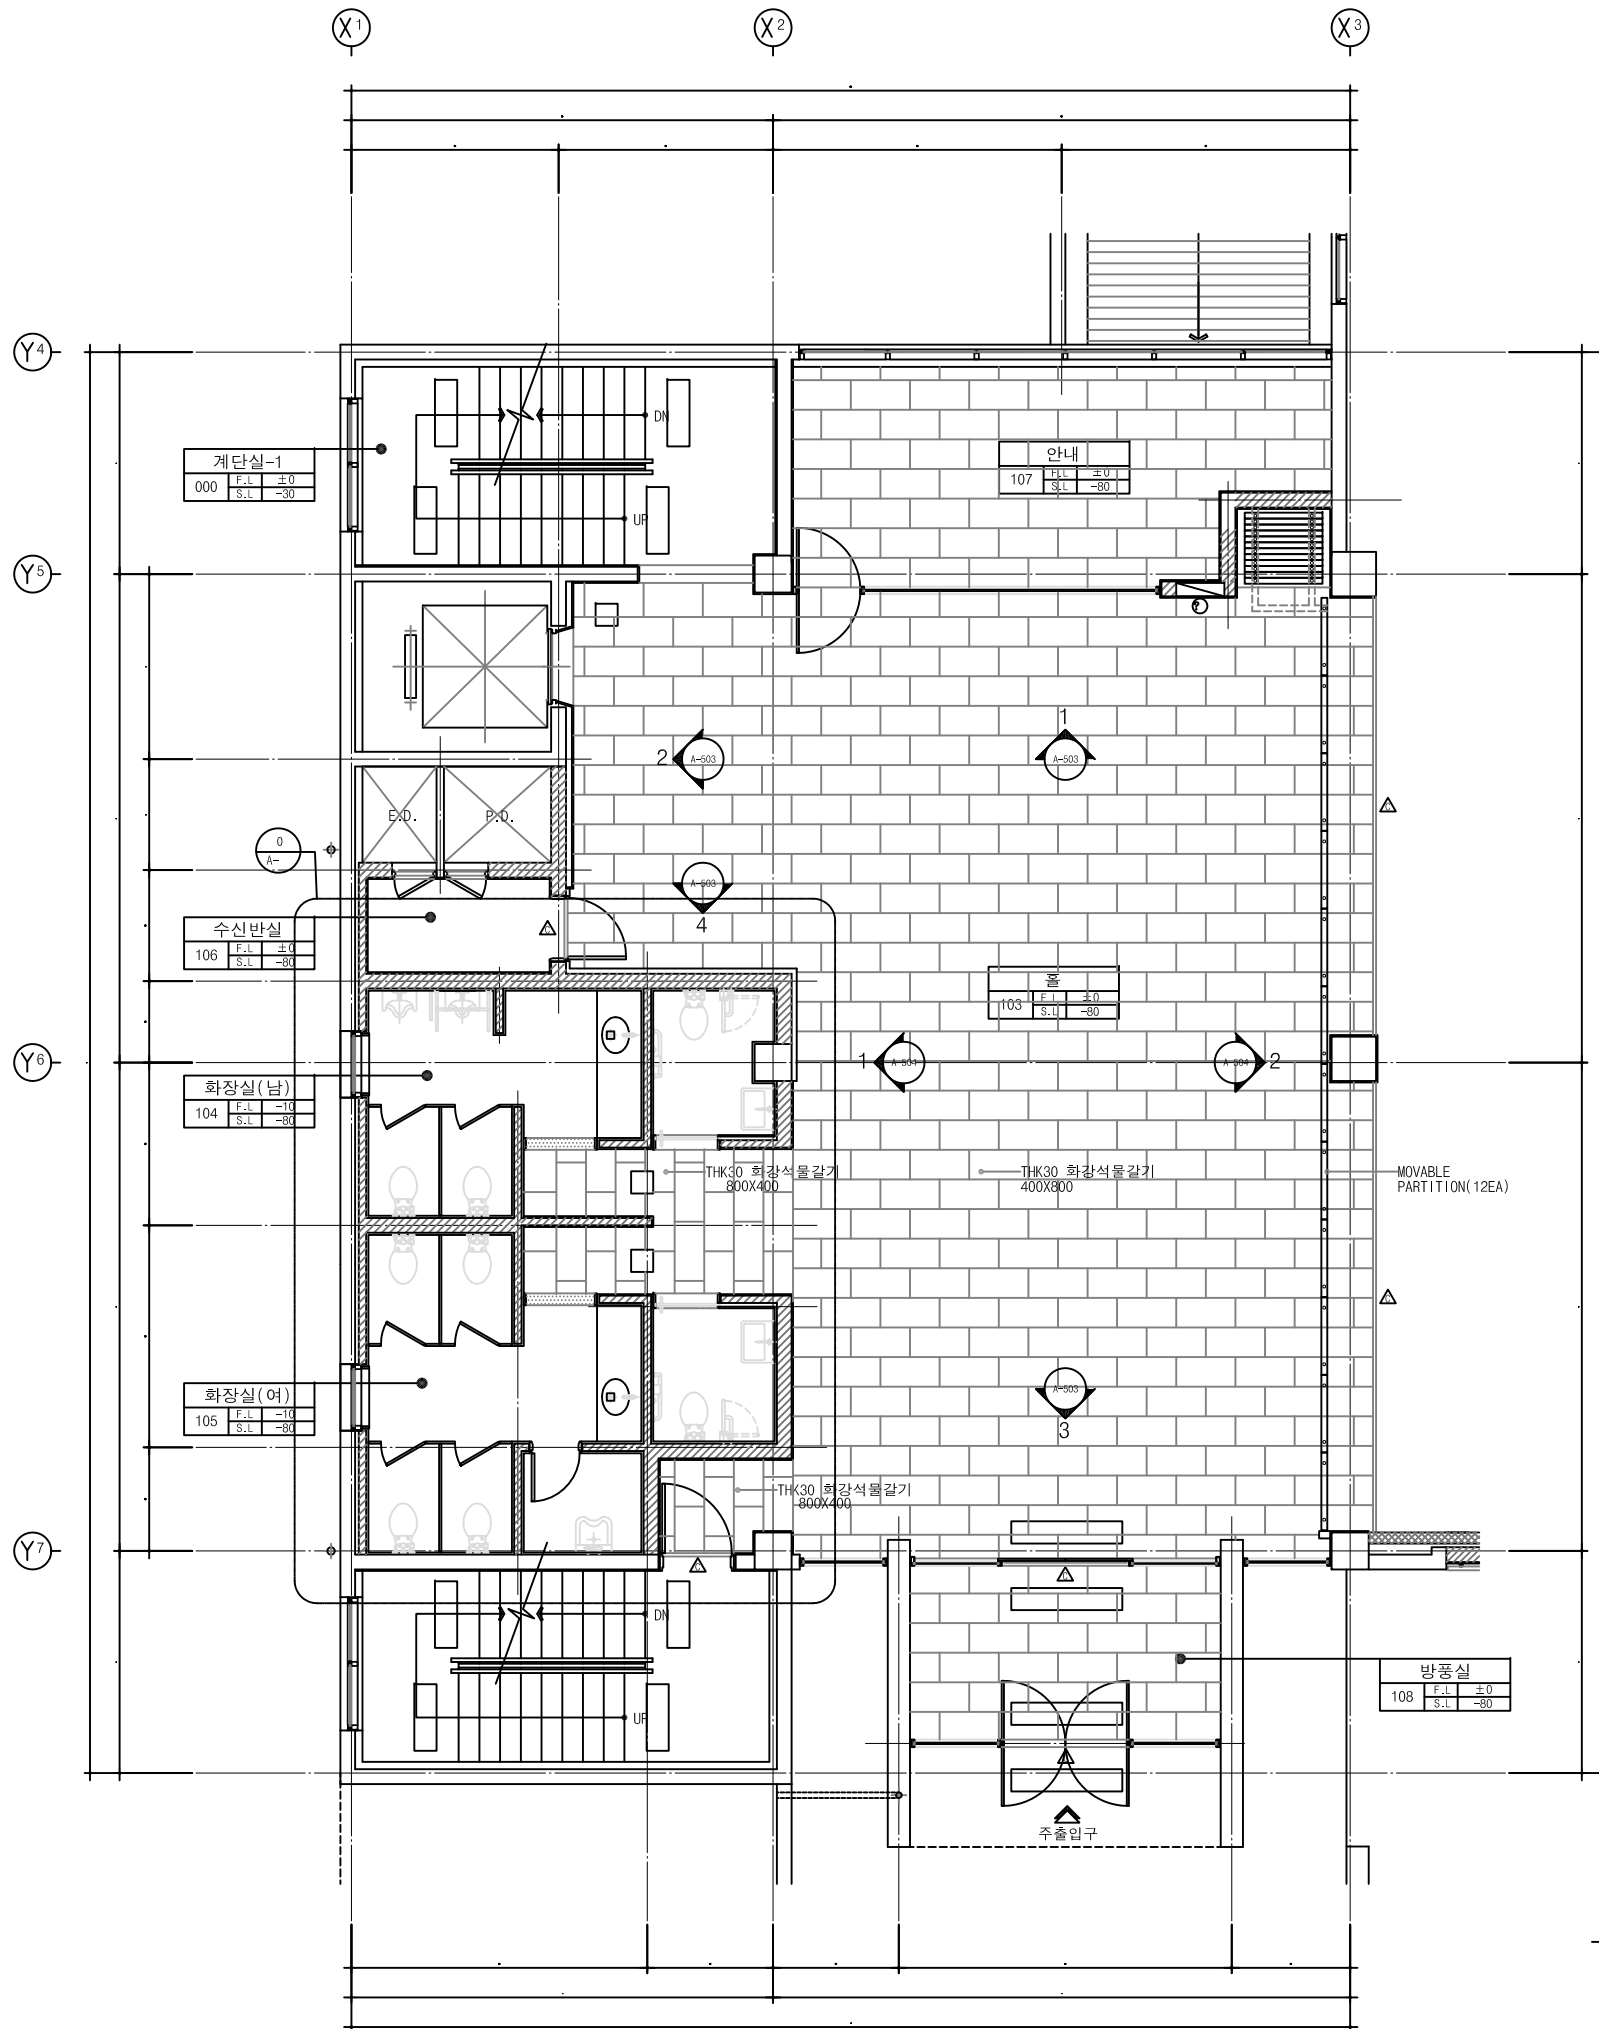 X1
X2
X3
Y4
DN
계단실-1
000
F.L ±0
S.L -30
UP
안내
107
F.L ±0
S.L -80
Y5
?
1
A-503
2
A-503
E.D.
P.D.
0
A-
A-503
4
C
C
수신반실
106
F.L ±0
S.L -80
홀
103
F.L ±0
S.L -80
Y6
1
A-504
A-504
2
화장실(남)
104
F.L -10
S.L -80
THK30 화강석물갈기
800X400
THK30 화강석물갈기
400X800
MOVABLE
PARTITION(12EA)
C
화장실(여)
105
F.L -10
S.L -80
A-503
3
THK30 화강석물갈기
800X400
Y7
C
C
DN
UP
방풍실
108
F.L ±0
S.L -80
주출입구